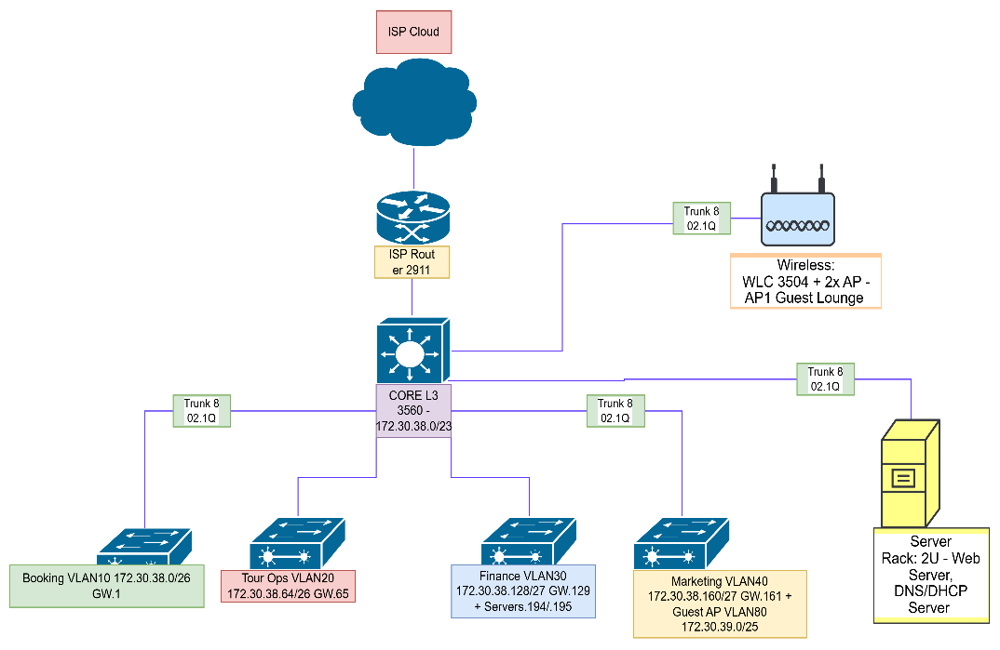 ISP Cloud
ISP Rout
er 2911
Trunk 8
02.1Q
Wireless:
WLC 3504 + 2x AP -
AP1 Guest Lounge
CORE L3
3560 -
172.30.38.0/23
Trunk 8
02.1Q
Trunk 8
02.1Q
Trunk 8
02.1Q
Booking VLAN10 172.30.38.0/26
GW.1
Tour Ops VLAN20
172.30.38.64/26 GW.65
Finance VLAN30
172.30.38.128/27 GW.129
+ Servers.194/.195
Marketing VLAN40
172.30.38.160/27 GW.161 +
Guest AP VLAN80
172.30.39.0/25
Server
Rack: 2U - Web
Server,
DNS/DHCP
Server